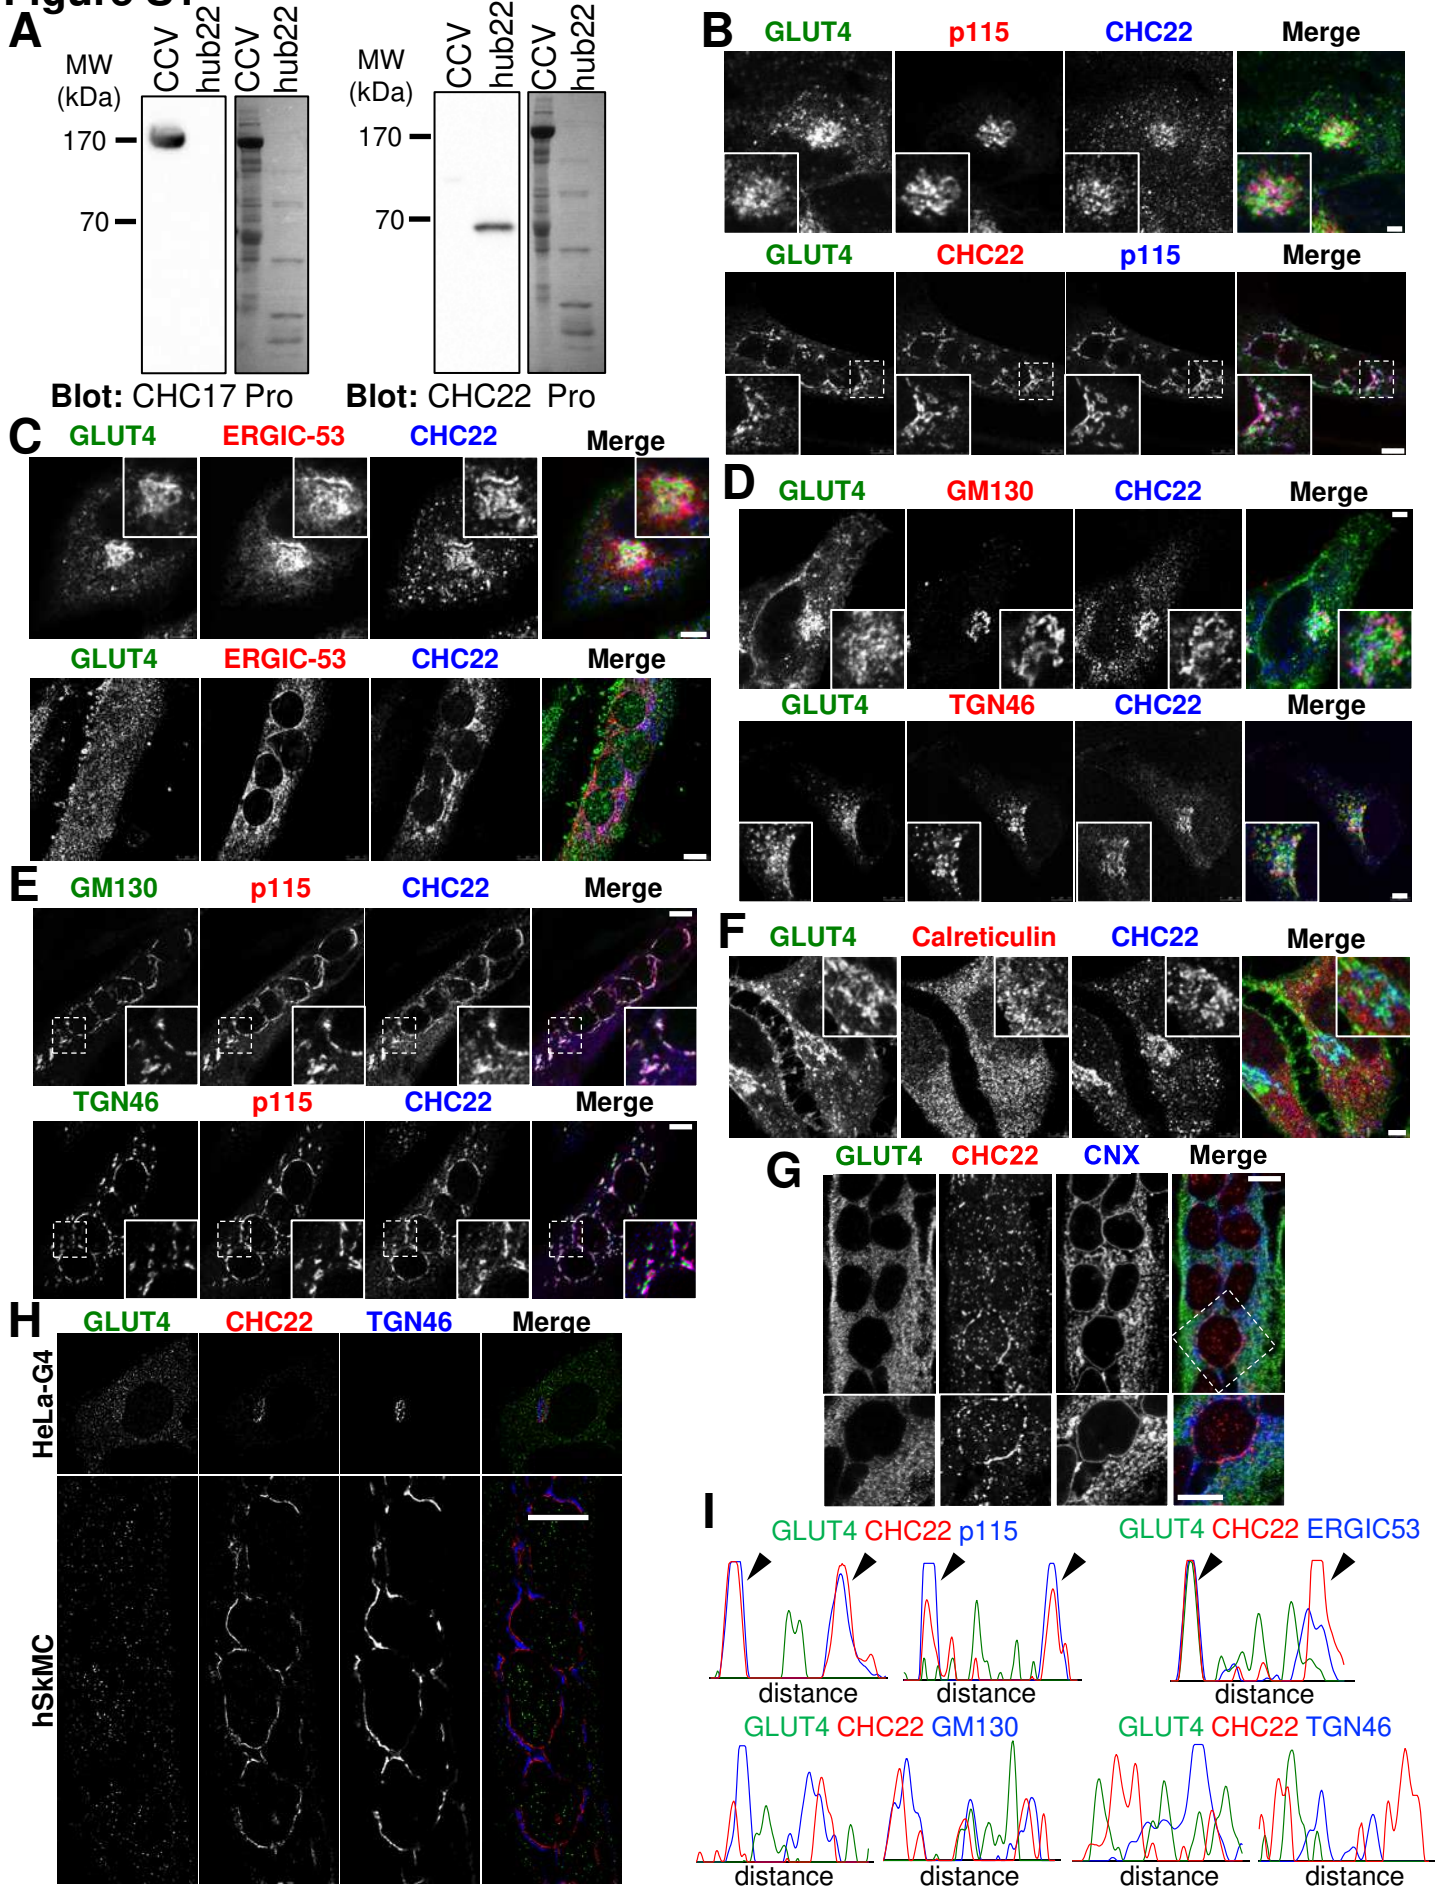 Figure S1
A
MW
(kDa)
CCV
hub22
CCV
hub22
170
70
Blot: CHC17 Pro
MW
(kDa)
CCV
hub22
CCV
hub22
170
70
Blot: CHC22 Pro
B
GLUT4 p115 CHC22 Merge
GLUT4 CHC22 p115 Merge
C
GLUT4 ERGIC-53 CHC22 Merge
GLUT4 ERGIC-53 CHC22 Merge
D
GLUT4 GM130 CHC22 Merge
GLUT4 TGN46 CHC22 Merge
E
GM130 p115 CHC22 Merge
TGN46 p115 CHC22 Merge
F
GLUT4 Calreticulin CHC22 Merge
G
GLUT4 CHC22 CNX Merge
H
GLUT4 CHC22 TGN46 Merge
HeLa-G4
hSkMC
I
GLUT4 CHC22 p115
distance
distance
GLUT4 CHC22 ERGIC53
distance
GLUT4 CHC22 GM130
distance
distance
GLUT4 CHC22 TGN46
distance
distance